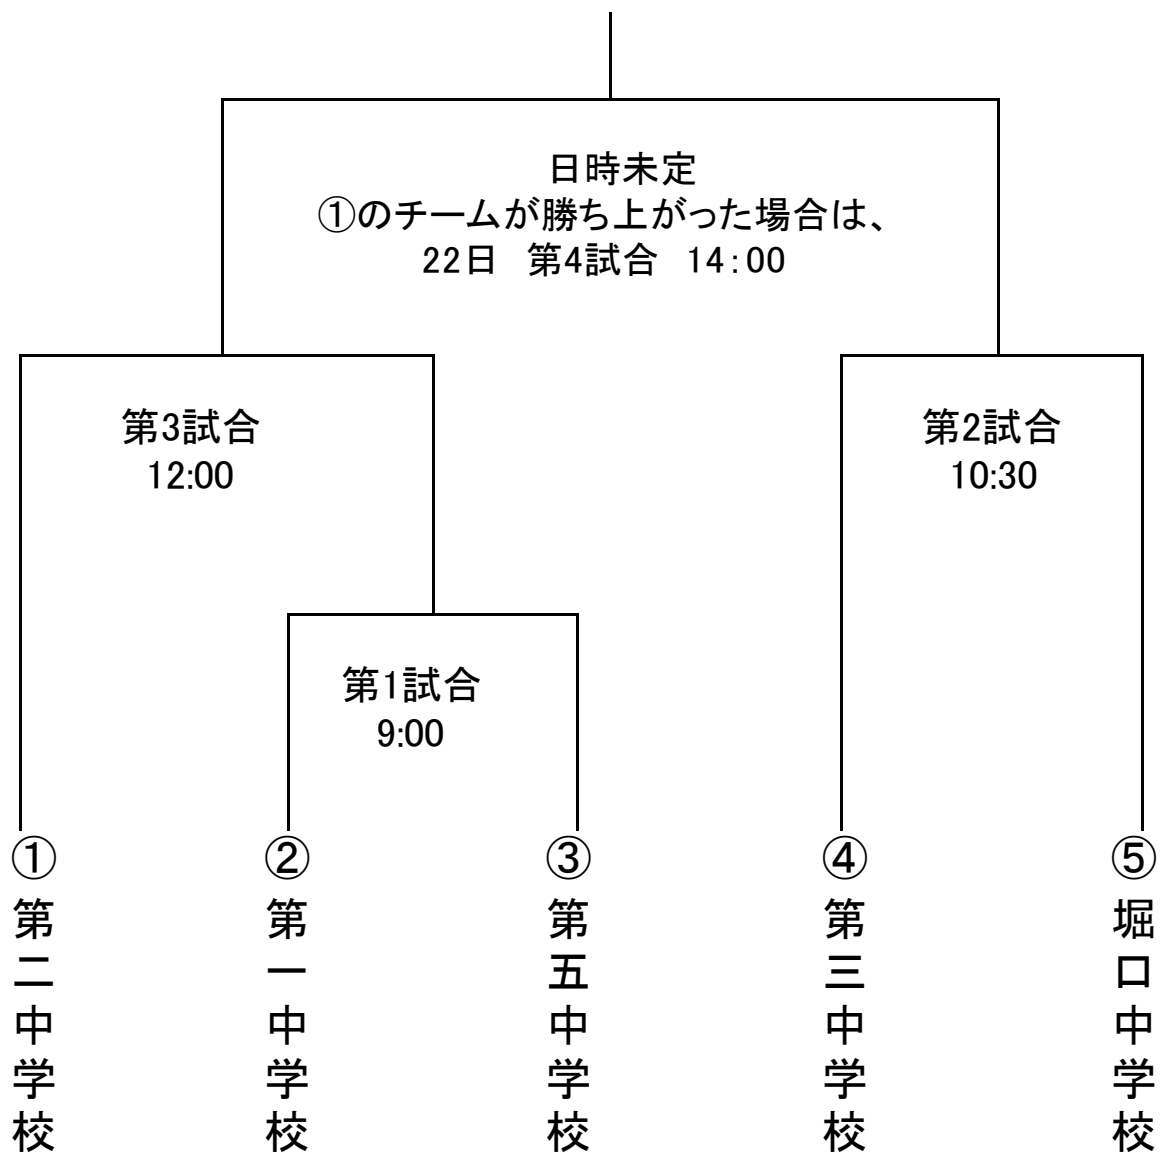 日時未定
①のチームが勝ち上がった場合は、
22日　第4試合　14：00
第3試合
12:00
第2試合
10:30
第1試合
9:00
①第二中学校
②第一中学校
③第五中学校
④第三中学校
⑤堀口中学校